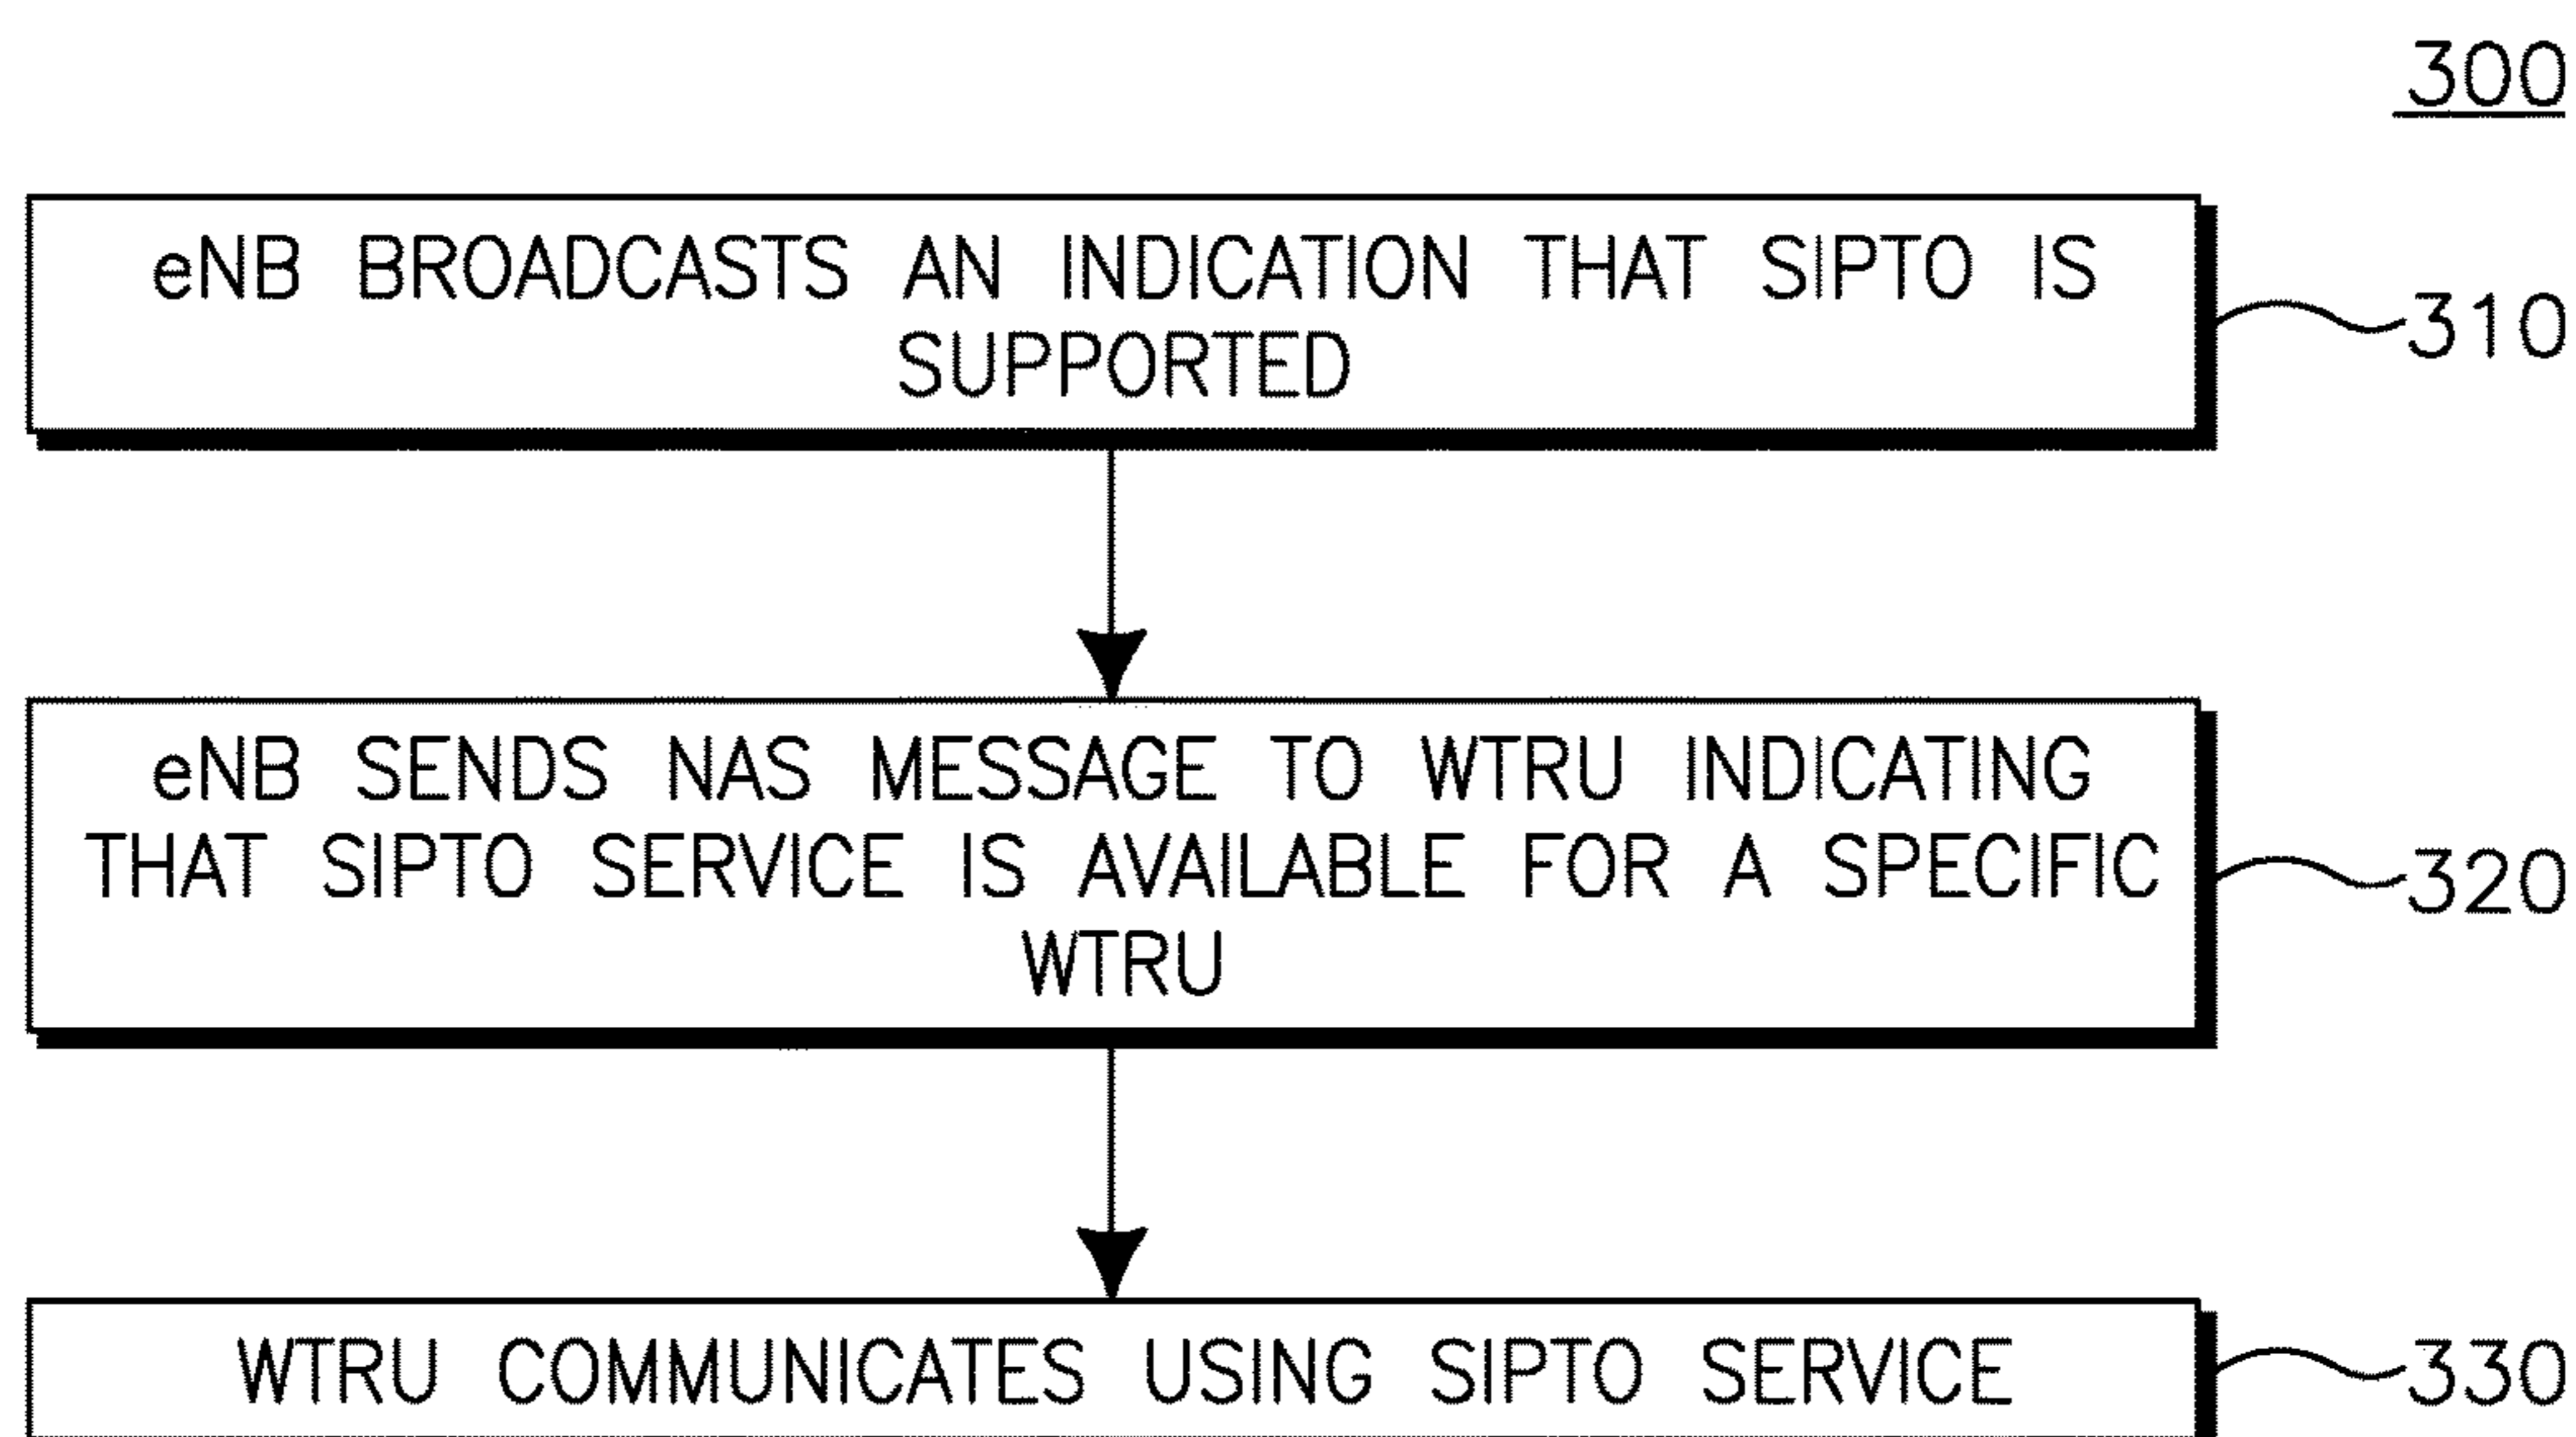 300
eNB BROADCASTS AN INDICATION THAT SIPTO IS
SUPPORTED
310
eNB SENDS NAS MESSAGE TO WTRU INDICATING
THAT SIPTO SERVICE IS AVAILABLE FOR A SPECIFIC
WTRU
320
WTRU COMMUNICATES USING SIPTO SERVICE
330